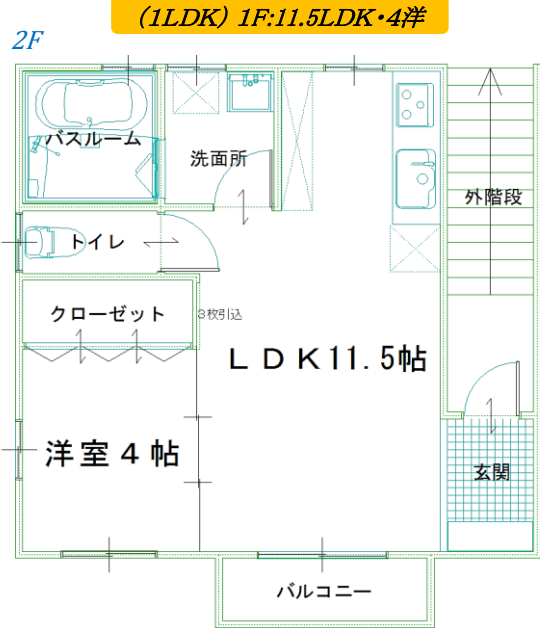 (1LDK) 1F:11.5LDK・4洋
2F
バスルーム
洗面所
外階段
トイレ
クローゼット
3枚引込
LDK11.5帖
洋室4帖
玄関
バルコニー